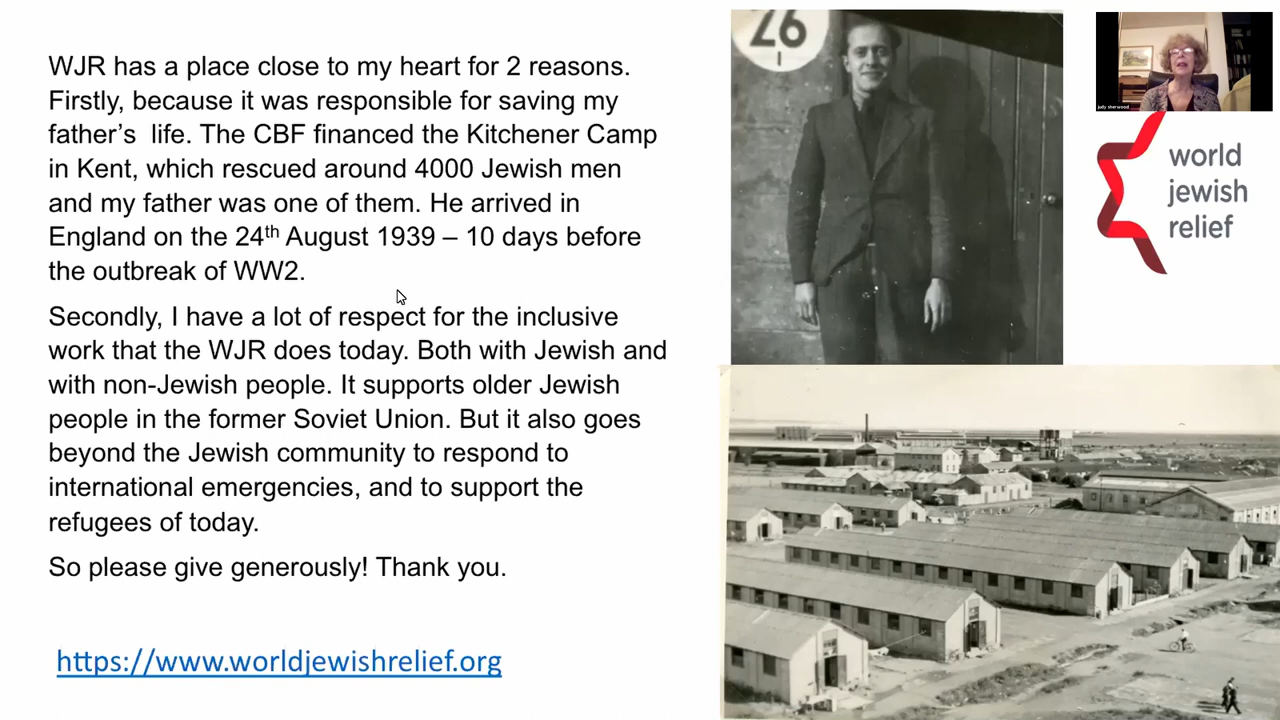 WJR has a place close to my heart for 2 reasons.
Firstly, because it was responsible for saving my
father’s  life. The CBF financed the Kitchener Camp
in Kent, which rescued around 4000 Jewish men
and my father was one of them. He arrived in
England on the 24th August 1939 – 10 days before
the outbreak of WW2.
Secondly, I have a lot of respect for the inclusive
work that the WJR does today. Both with Jewish and
with non-Jewish people. It supports older Jewish
people in the former Soviet Union. But it also goes
beyond the Jewish community to respond to
international emergencies, and to support the
refugees of today.
So please give generously! Thank you.
https://www.worldjewishrelief.org
26
judy sherwood
world
jewish
relief